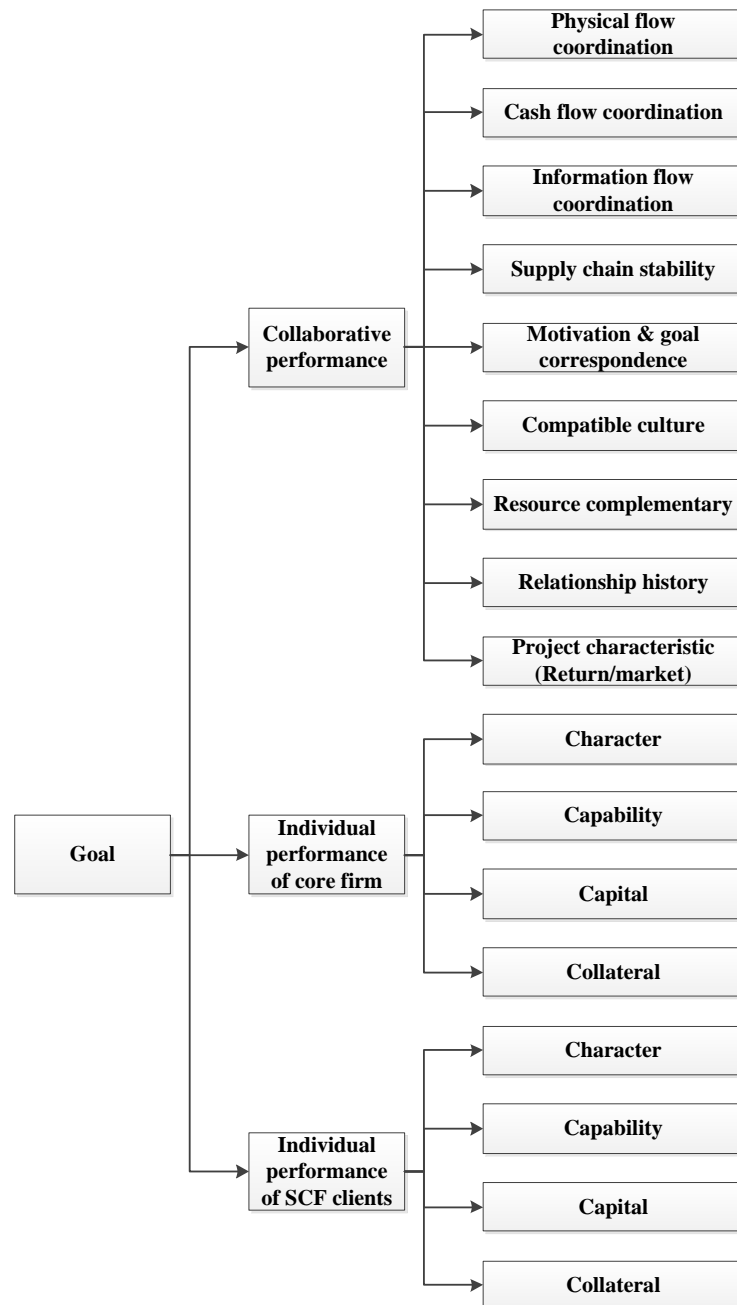 Goal
Collaborative
performance
Physical flow
coordination
Cash flow coordination
Information flow
coordination
Supply chain stability
Motivation & goal
correspondence
Compatible culture
Resource complementary
Relationship history
Project characteristic
(Return/market)
Individual
performance
of core firm
Character
Capability
Capital
Collateral
Individual
performance
of SCF clients
Character
Capability
Capital
Collateral